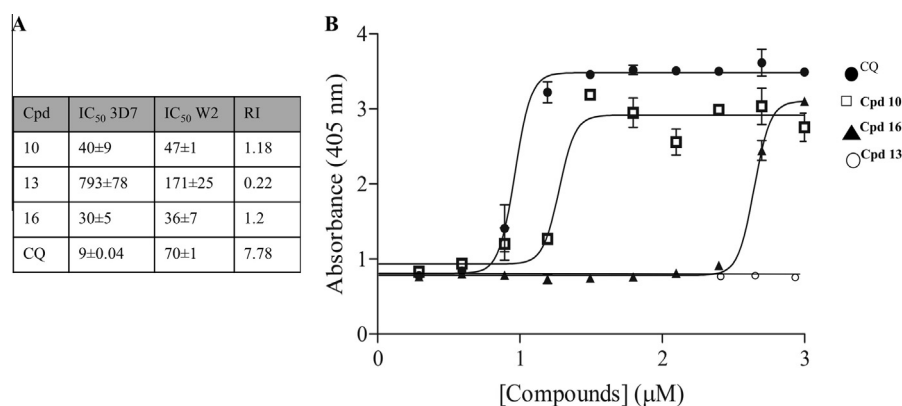 A
Cpd IC50 3D7 IC50 W2 RI
10 40±9 47±1 1.18
13 793±78 171±25 0.22
16 30±5 36±7 1.2
CQ 9±0.04 70±1 7.78
B
Absorbance (405 nm)
4
3
2
1
0
0 1 2 3
[Compounds] (μM)
CQ
Cpd 10
Cpd 16
Cpd 13